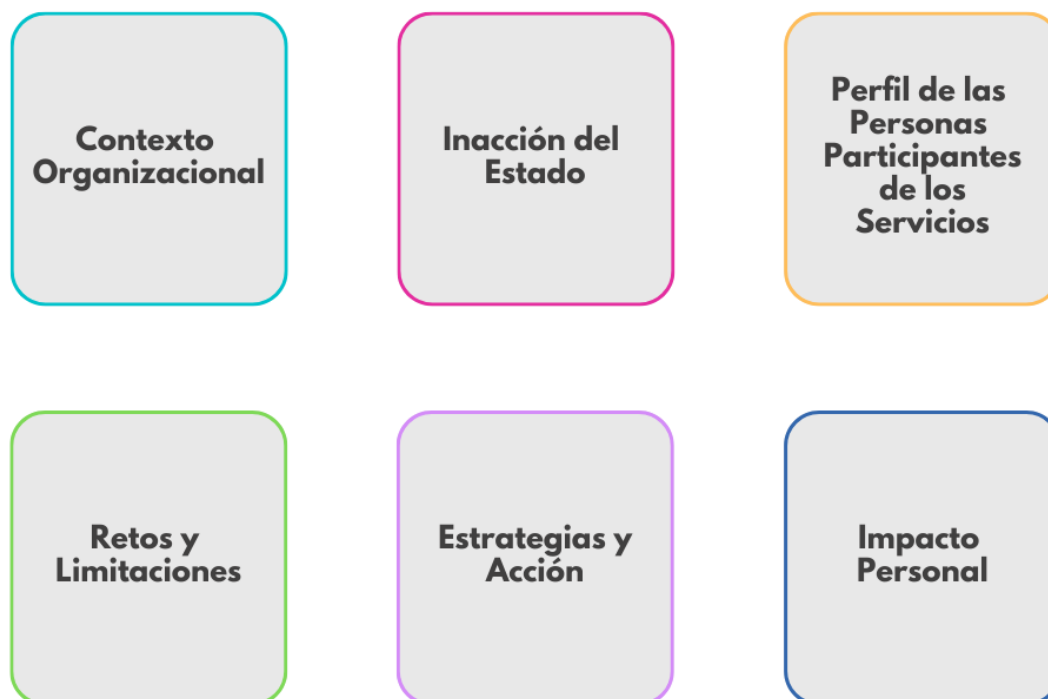 Contexto
Organizacional
Inacción del
Estado
Perfil de las
Personas
Participantes
de los
Servicios
Retos y
Limitaciones
Estrategias y
Acción
Impacto
Personal